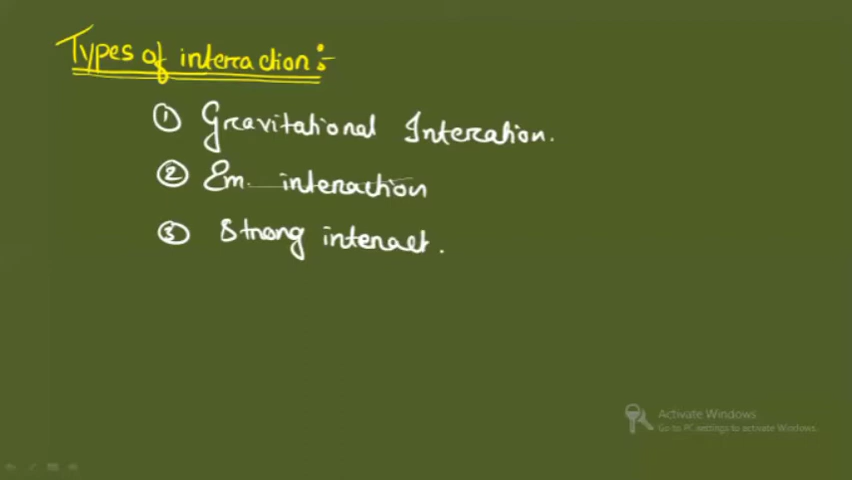 Types of interaction :-
① Gravitational Interation.
② Em. interaction
③ Strong interact.
Activate Windows
Go to PC settings to activate Windows.